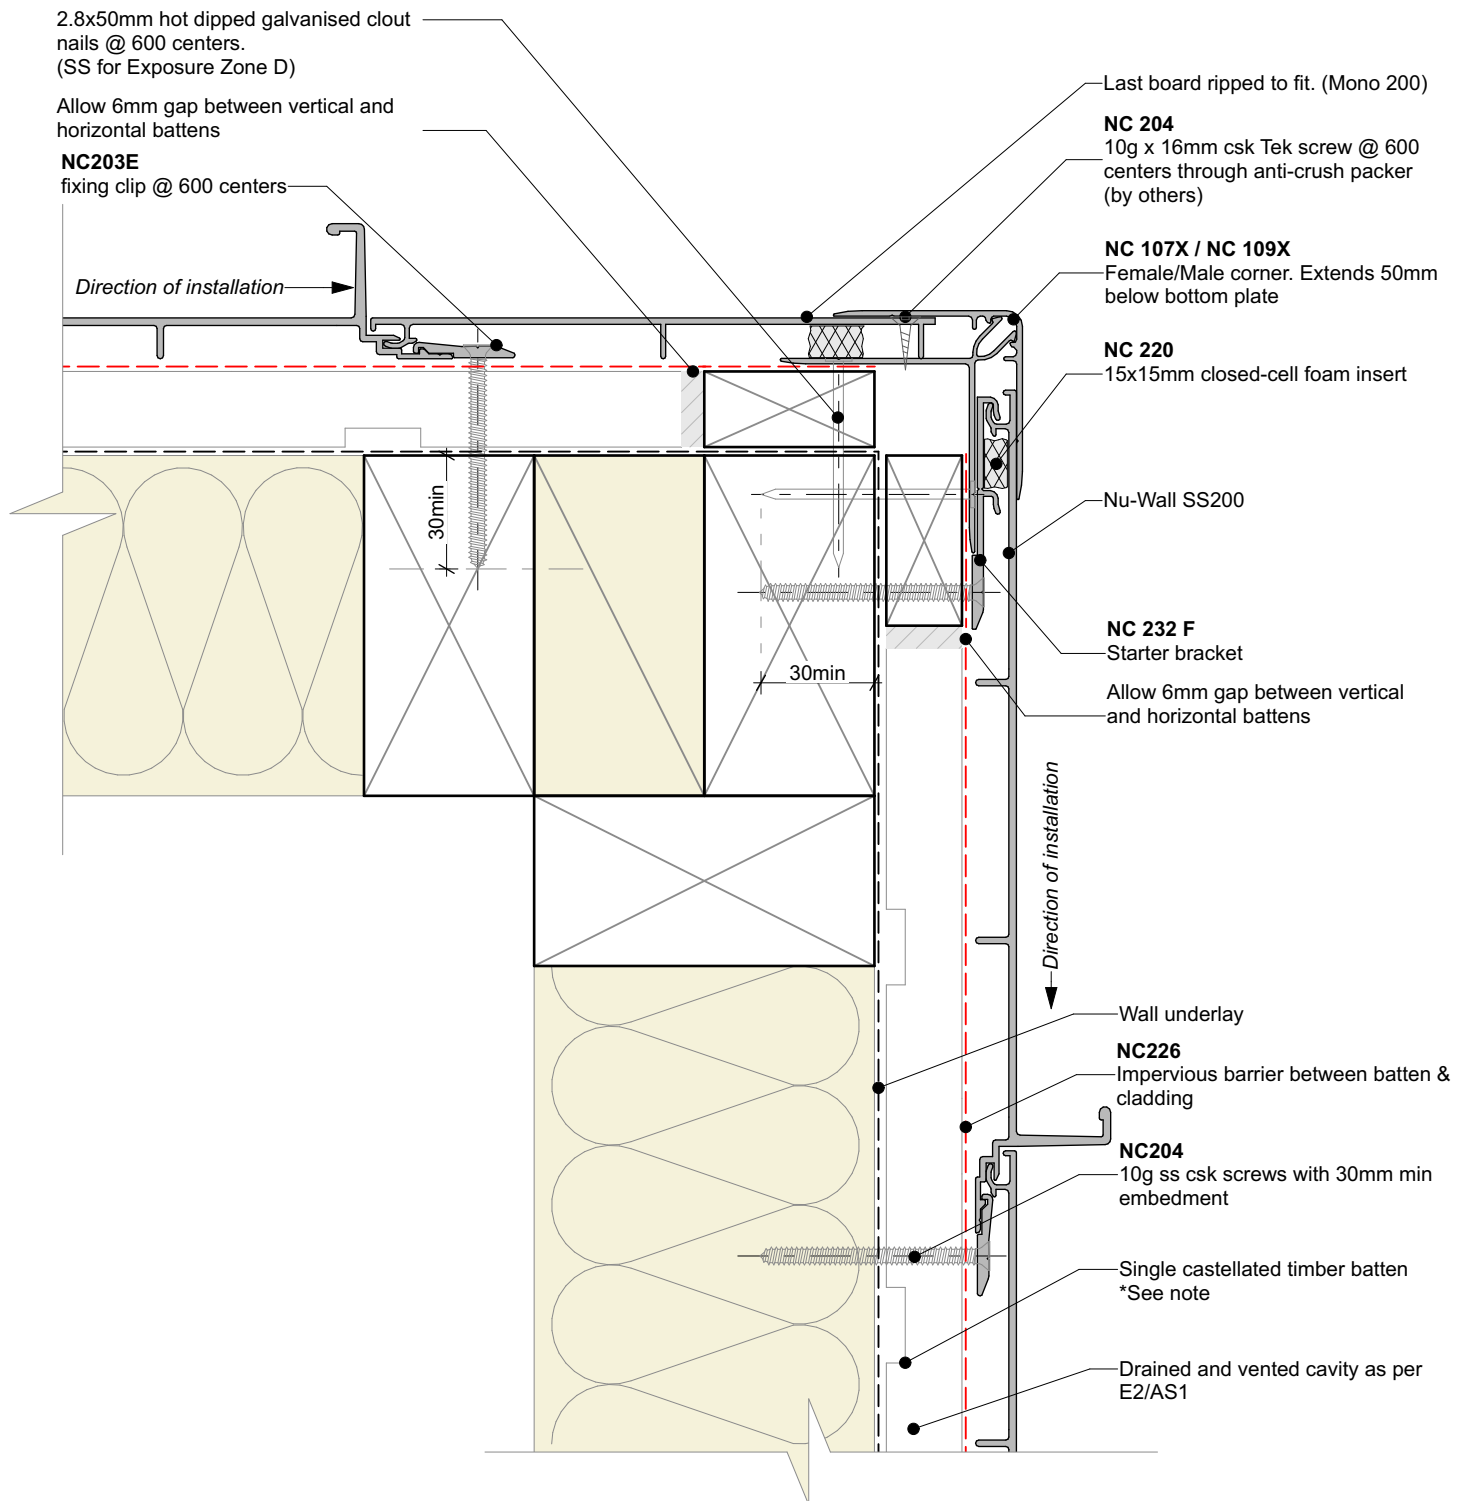 2.8x50mm hot dipped galvanised clout
nails @ 600 centers.
(SS for Exposure Zone D)
Allow 6mm gap between vertical and
horizontal battens
NC203E
fixing clip @ 600 centers
Direction of installation
Last board ripped to fit. (Mono 200)
NC 204
10g x 16mm csk Tek screw @ 600
centers through anti-crush packer
(by others)
NC 107X / NC 109X
Female/Male corner. Extends 50mm
below bottom plate
NC 220
15x15mm closed-cell foam insert
Nu-Wall SS200
30min
30min
NC 232 F
Starter bracket
Allow 6mm gap between vertical
and horizontal battens
Direction of installation
Wall underlay
NC226
Impervious barrier between batten &
cladding
NC204
10g ss csk screws with 30mm min
embedment
Single castellated timber batten
*See note
Drained and vented cavity as per
E2/AS1